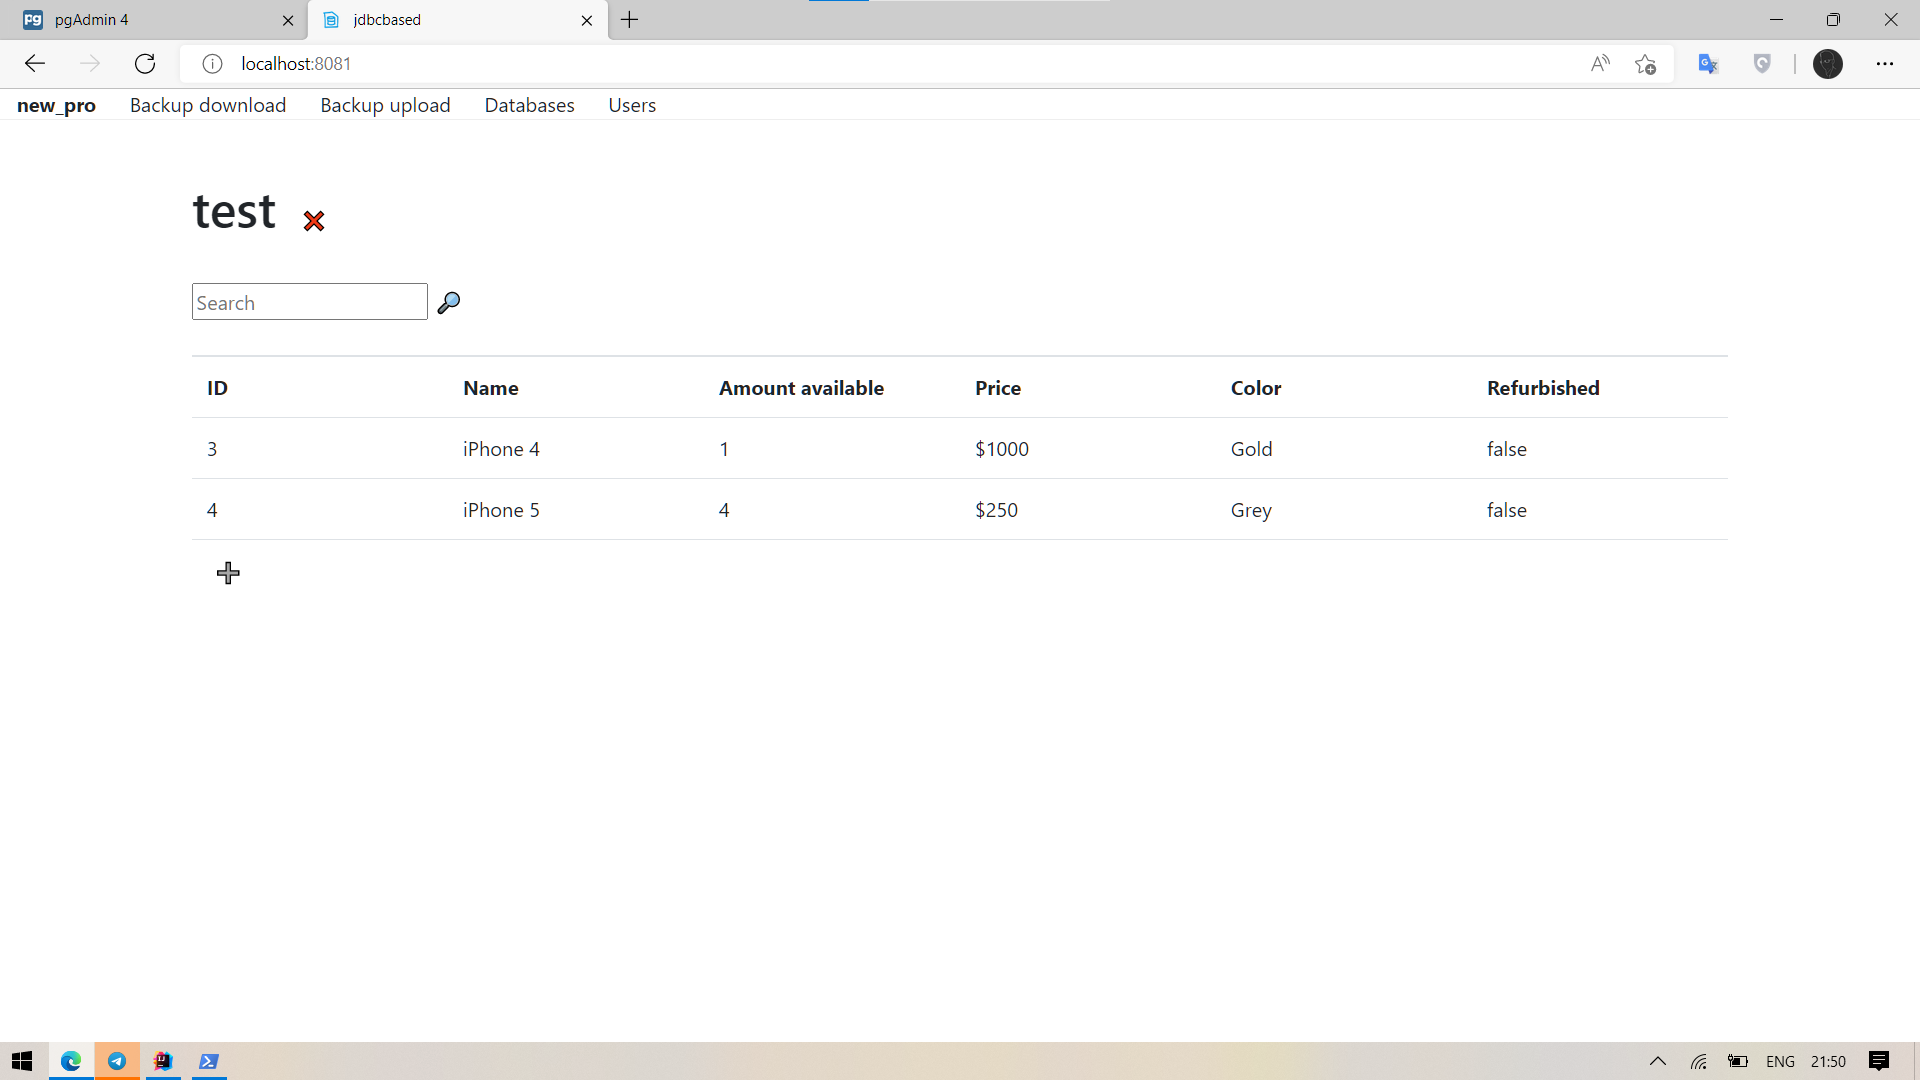 pgAdmin 4
jdbcbased
localhost:8081
new_pro Backup download Backup upload Databases Users
test
Search
ID Name Amount available Price Color Refurbished
3 iPhone 4 1 $1000 Gold false
4 iPhone 5 4 $250 Grey false
ENG 21:50